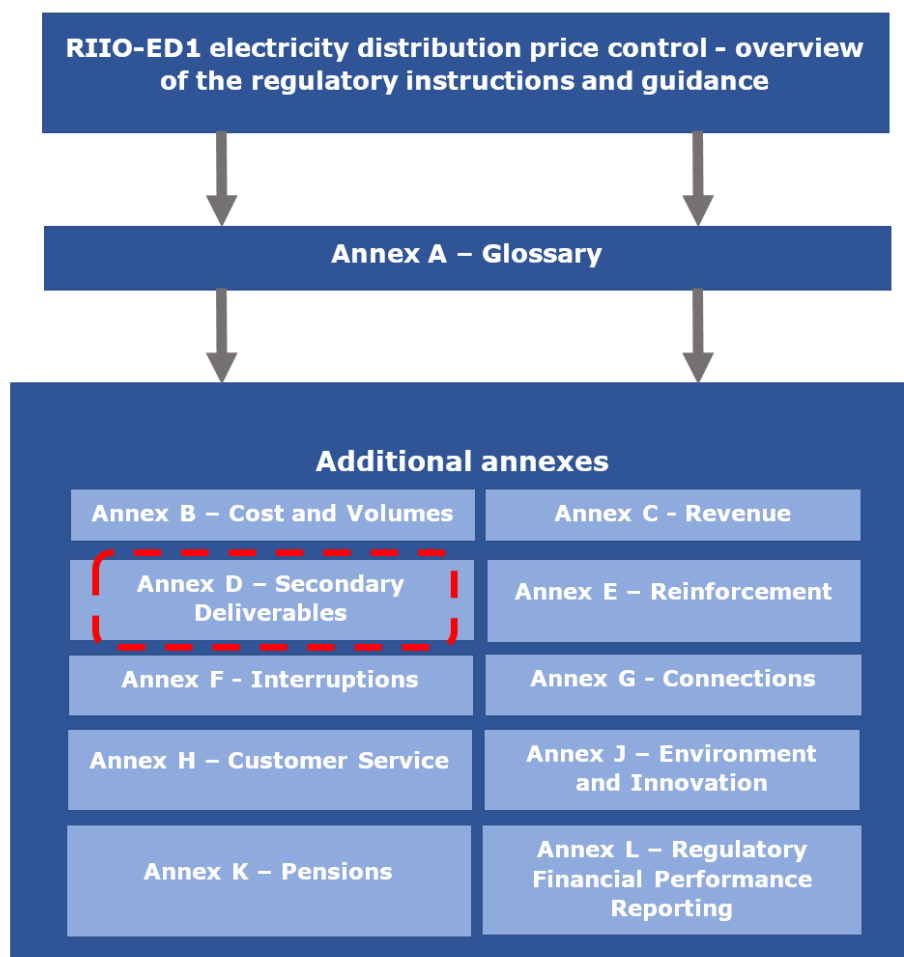 RIIO-ED1 electricity distribution price control - overview
of the regulatory instructions and guidance
Annex A – Glossary
Additional annexes
Annex B – Cost and Volumes
Annex C - Revenue
Annex D – Secondary
Deliverables
Annex E – Reinforcement
Annex F - Interruptions
Annex G - Connections
Annex H – Customer Service
Annex J – Environment
and Innovation
Annex K – Pensions
Annex L – Regulatory
Financial Performance
Reporting